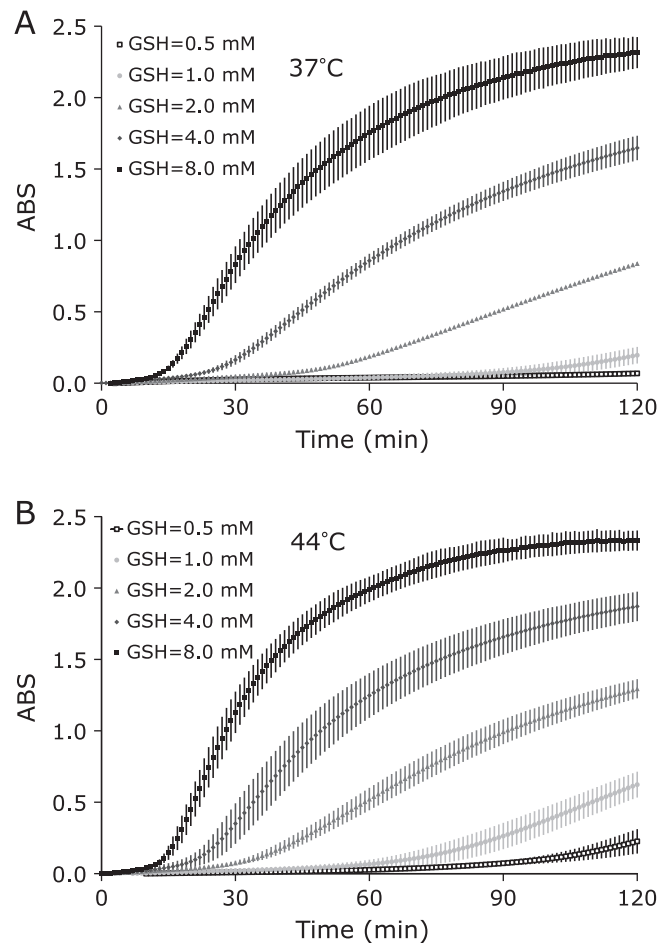 A
2.5
2.0
1.5
1.0
0.5
0.0
ABS
GSH=0.5 mM
GSH=1.0 mM
GSH=2.0 mM
GSH=4.0 mM
GSH=8.0 mM
37°C
0 30 60 90 120
Time (min)
B
2.5
2.0
1.5
1.0
0.5
0.0
ABS
GSH=0.5 mM
GSH=1.0 mM
GSH=2.0 mM
GSH=4.0 mM
GSH=8.0 mM
44°C
0 30 60 90 120
Time (min)